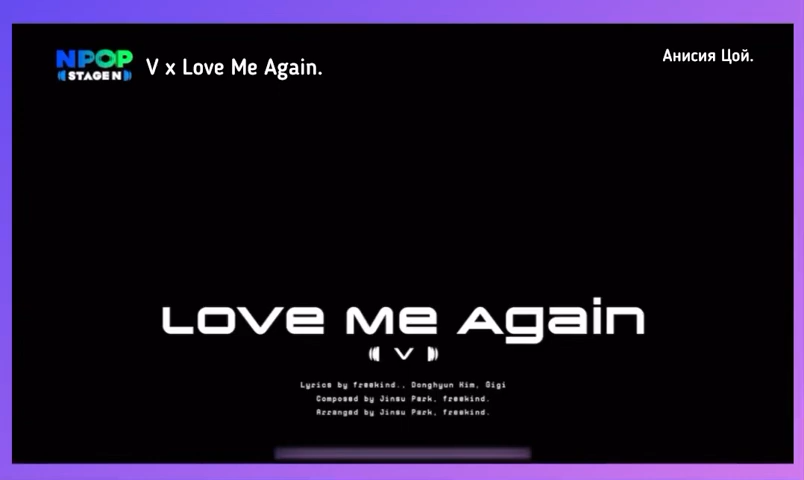 NPOP
STAGE N
V x Love Me Again.
Анисия Цой.
Love Me Again
V
Lyrics by freekind., Donghyun Kim, Gigi
Composed by Jinsu Park, freekind.
Arranged by Jinsu Park, freekind.